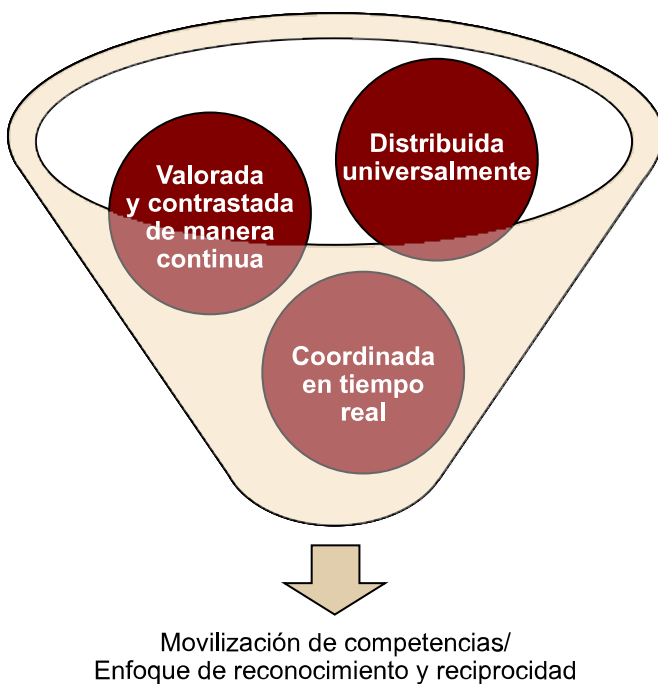 Distribuida
universalmente
Valorada
y contrastada
de manera
continua
Coordinada
en tiempo
real
Movilización de competencias/
Enfoque de reconocimiento y reciprocidad